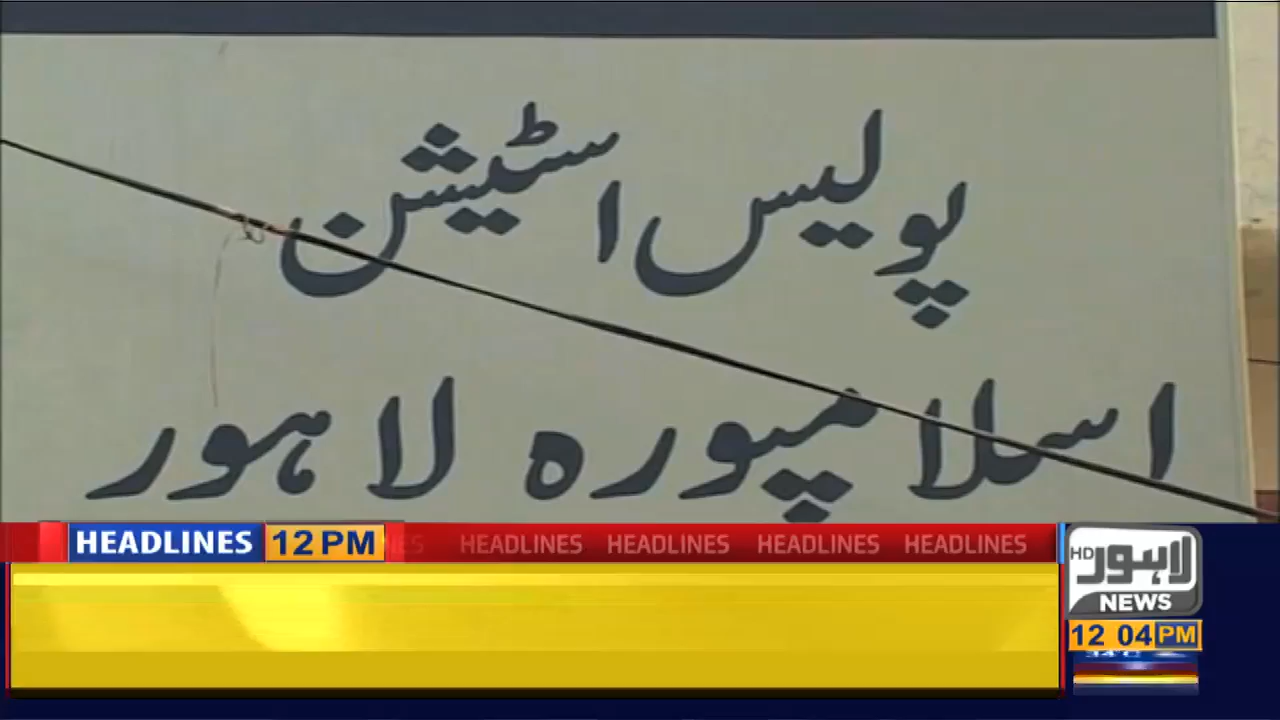 پولیس اسٹیشن
اسلامپورہ لاہور
HEADLINES 12 PM HEADLINES HEADLINES HEADLINES HEADLINES
HD لاہور
NEWS
12 04 PM